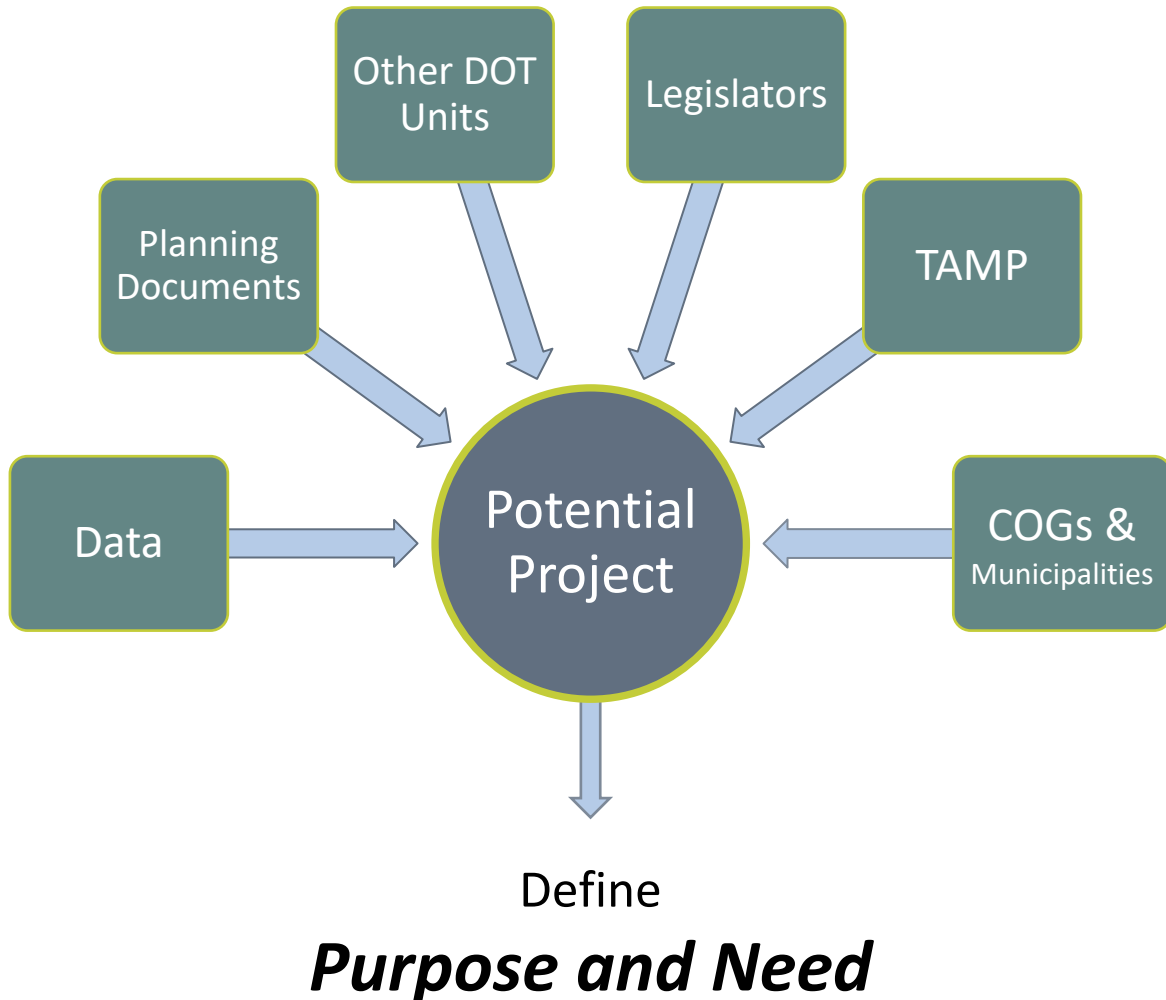 Other DOT
Units
Legislators
Planning
Documents
TAMP
Data
Potential
Project
COGs &
Municipalities
Define
Purpose and Need